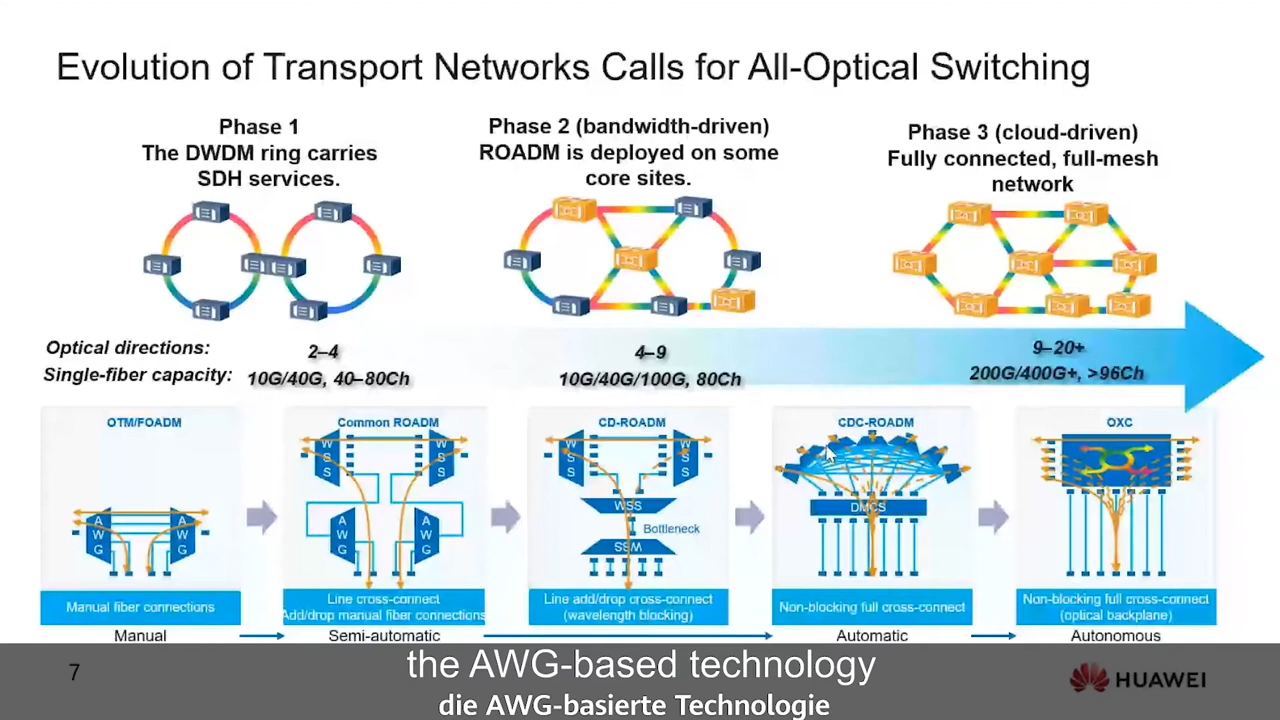 Evolution of Transport Networks Calls for All-Optical Switching
Phase 1
The DWDM ring carries
SDH services.
Phase 2 (bandwidth-driven)
ROADM is deployed on some
core sites.
Phase 3 (cloud-driven)
Fully connected, full-mesh
network
Optical directions:
2–4
4–9
9–20+
Single-fiber capacity:
10G/40G, 40–80Ch
10G/40G/100G, 80Ch
200G/400G+, >96Ch
OTM/FOADM
AWG
AWG
Manual fiber connections
Common ROADM
WSS
WSS
AWG
AWG
Line cross-connect
Add/drop manual fiber connections
CD-ROADM
WSS
WSS
WSS
Bottleneck
SSM
Line add/drop cross-connect
(wavelength blocking)
CDC-ROADM
DMCS
Non-blocking full cross-connect
OXC
Non-blocking full cross-connect
(optical backplane)
Manual
Semi-automatic
Automatic
Autonomous
7
the AWG-based technology
die AWG-basierte Technologie
HUAWEI